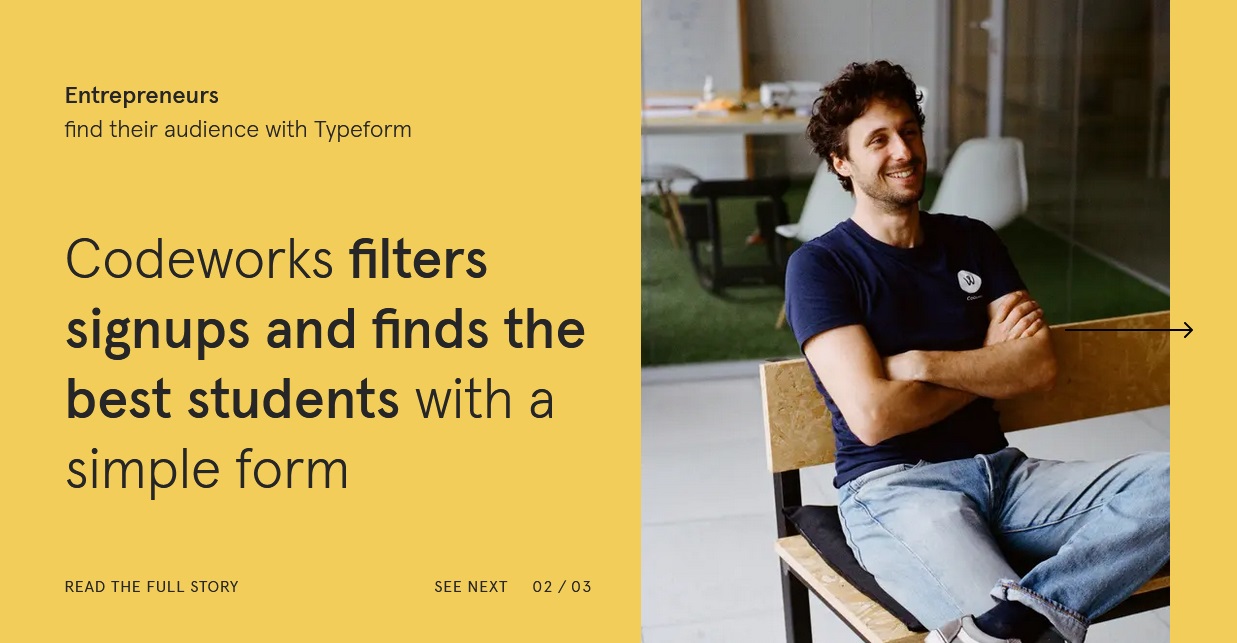 Entrepreneurs
find their audience with Typeform
Codeworks filters
signups and finds the
best students with a
simple form
READ THE FULL STORY
SEE NEXT 02 / 03